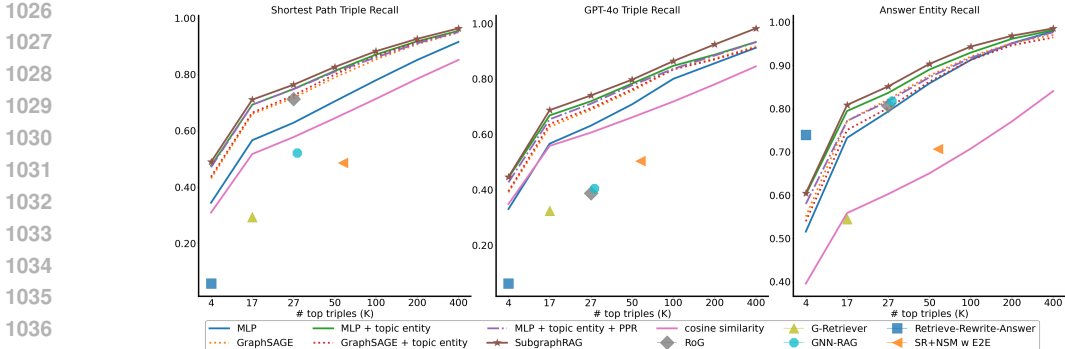 1026
1027
1028
1029
1030
1031
1032
1033
1034
1035
1036
Shortest Path Triple Recall
1.00
0.80
0.60
0.40
0.20
4 17 27 50 100 200 400
# top triples (K)
GPT-4o Triple Recall
1.00
0.80
0.60
0.40
0.20
4 17 27 50 100 200 400
# top triples (K)
Answer Entity Recall
1.00
0.90
0.80
0.70
0.60
0.50
0.40
4 17 27 50 100 200 400
# top triples (K)
MLP MLP + topic entity MLP + topic entity + PPR cosine similarity G-Retriever Retrieve-Rewrite-Answer
GraphSAGE GraphSAGE + topic entity SubgraphRAG RoG GNN-RAG SR+NSM w E2E